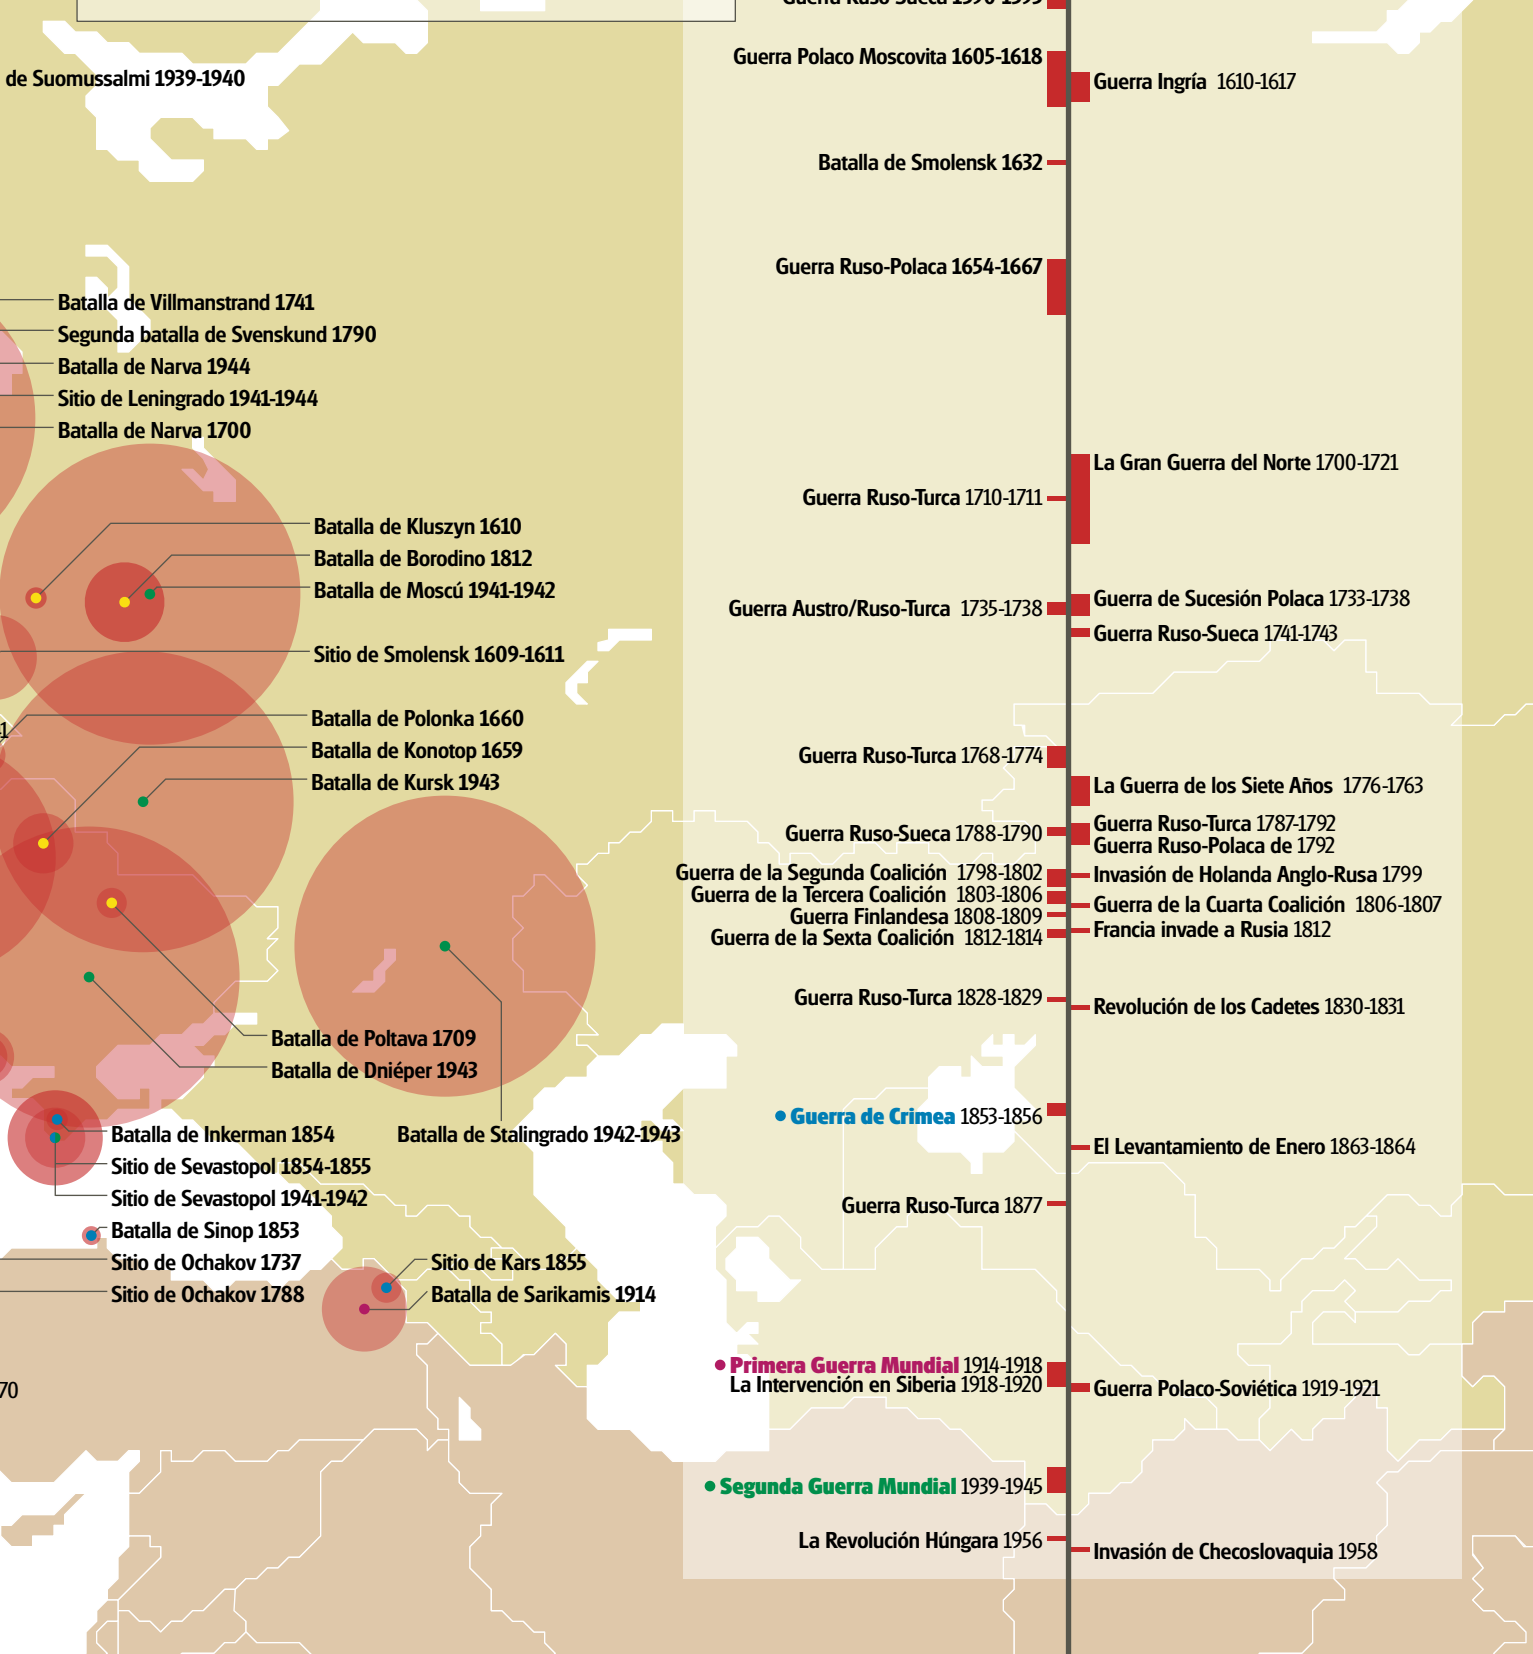 de Suomussalmi 1939-1940
Batalla de Villmanstrand 1741
Segunda batalla de Svenskund 1790
Batalla de Narva 1944
Sitio de Leningrado 1941-1944
Batalla de Narva 1700
Batalla de Kluszyn 1610
Batalla de Borodino 1812
Batalla de Moscú 1941-1942
Sitio de Smolensk 1609-1611
Batalla de Polonka 1660
Batalla de Konotop 1659
Batalla de Kursk 1943
Batalla de Poltava 1709
Batalla de Dniéper 1943
Batalla de Inkerman 1854
Batalla de Stalingrado 1942-1943
Sitio de Sevastopol 1854-1855
Sitio de Sevastopol 1941-1942
Batalla de Sinop 1853
Sitio de Ochakov 1737
Sitio de Kars 1855
Sitio de Ochakov 1788
Batalla de Sarikamis 1914
70
Guerra Polaco Moscovita 1605-1618
Guerra Ingría 1610-1617
Batalla de Smolensk 1632
Guerra Ruso-Polaca 1654-1667
La Gran Guerra del Norte 1700-1721
Guerra Ruso-Turca 1710-1711
Guerra de Sucesión Polaca 1733-1738
Guerra Austro/Ruso-Turca 1735-1738
Guerra Ruso-Sueca 1741-1743
Guerra Ruso-Turca 1768-1774
La Guerra de los Siete Años 1776-1763
Guerra Ruso-Turca 1787-1792
Guerra Ruso-Sueca 1788-1790
Guerra Ruso-Polaca de 1792
Guerra de la Segunda Coalición 1798-1802
Invasión de Holanda Anglo-Rusa 1799
Guerra de la Tercera Coalición 1803-1806
Guerra de la Cuarta Coalición 1806-1807
Guerra Finlandesa 1808-1809
Francia invade a Rusia 1812
Guerra de la Sexta Coalición 1812-1814
Guerra Ruso-Turca 1828-1829
Revolución de los Cadetes 1830-1831
Guerra de Crimea 1853-1856
El Levantamiento de Enero 1863-1864
Guerra Ruso-Turca 1877
Primera Guerra Mundial 1914-1918
La Intervención en Siberia 1918-1920
Guerra Polaco-Soviética 1919-1921
Segunda Guerra Mundial 1939-1945
La Revolución Húngara 1956
Invasión de Checoslovaquia 1958